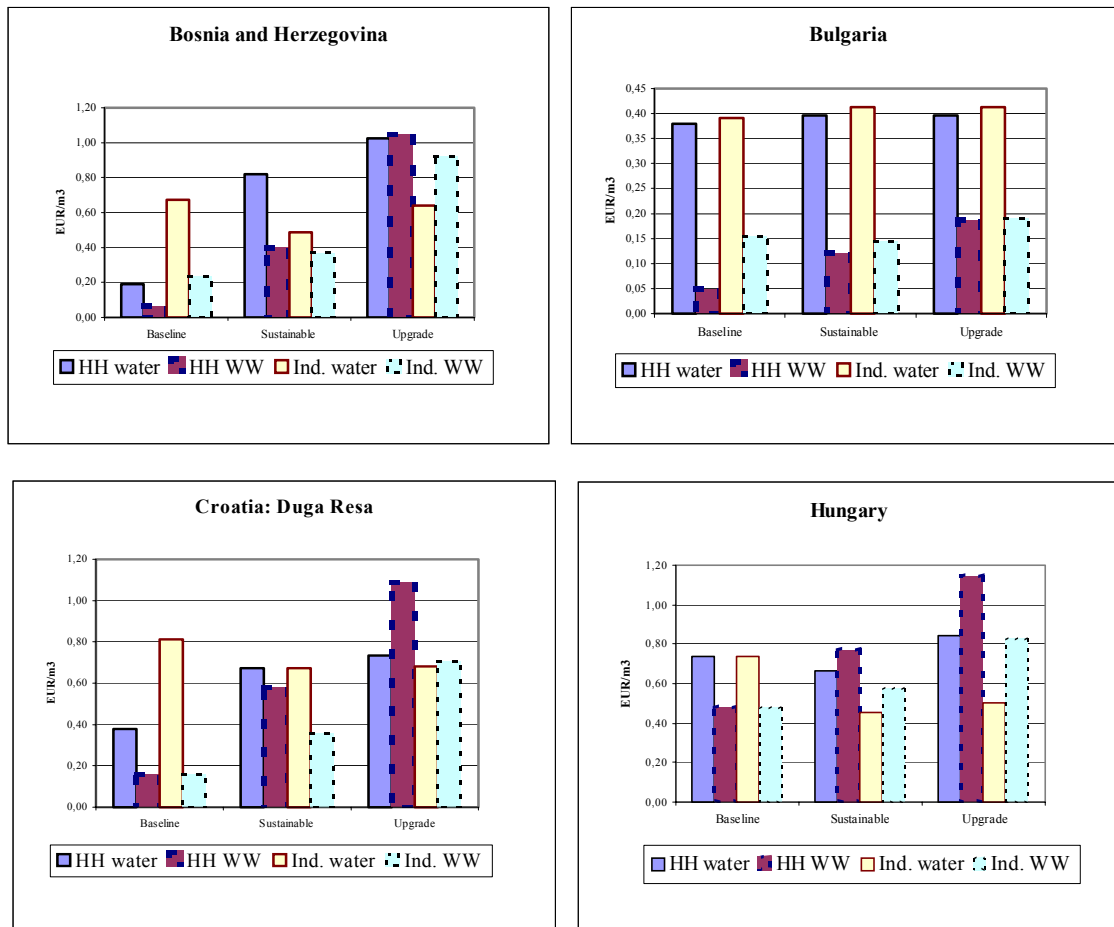 Bosnia and Herzegovina
EUR/m3
1,20
1,00
0,80
0,60
0,40
0,20
0,00
Baseline Sustainable Upgrade
HH water HH WW Ind. water Ind. WW
Bulgaria
EUR/m3
0,45
0,40
0,35
0,30
0,25
0,20
0,15
0,10
0,05
0,00
Baseline Sustainable Upgrade
HH water HH WW Ind. water Ind. WW
Croatia: Duga Resa
EUR/m3
1,20
1,00
0,80
0,60
0,40
0,20
0,00
Baseline Sustainable Upgrade
HH water HH WW Ind. water Ind. WW
Hungary
EUR/m3
1,20
1,00
0,80
0,60
0,40
0,20
0,00
Baseline Sustainable Upgrade
HH water HH WW Ind. water Ind. WW